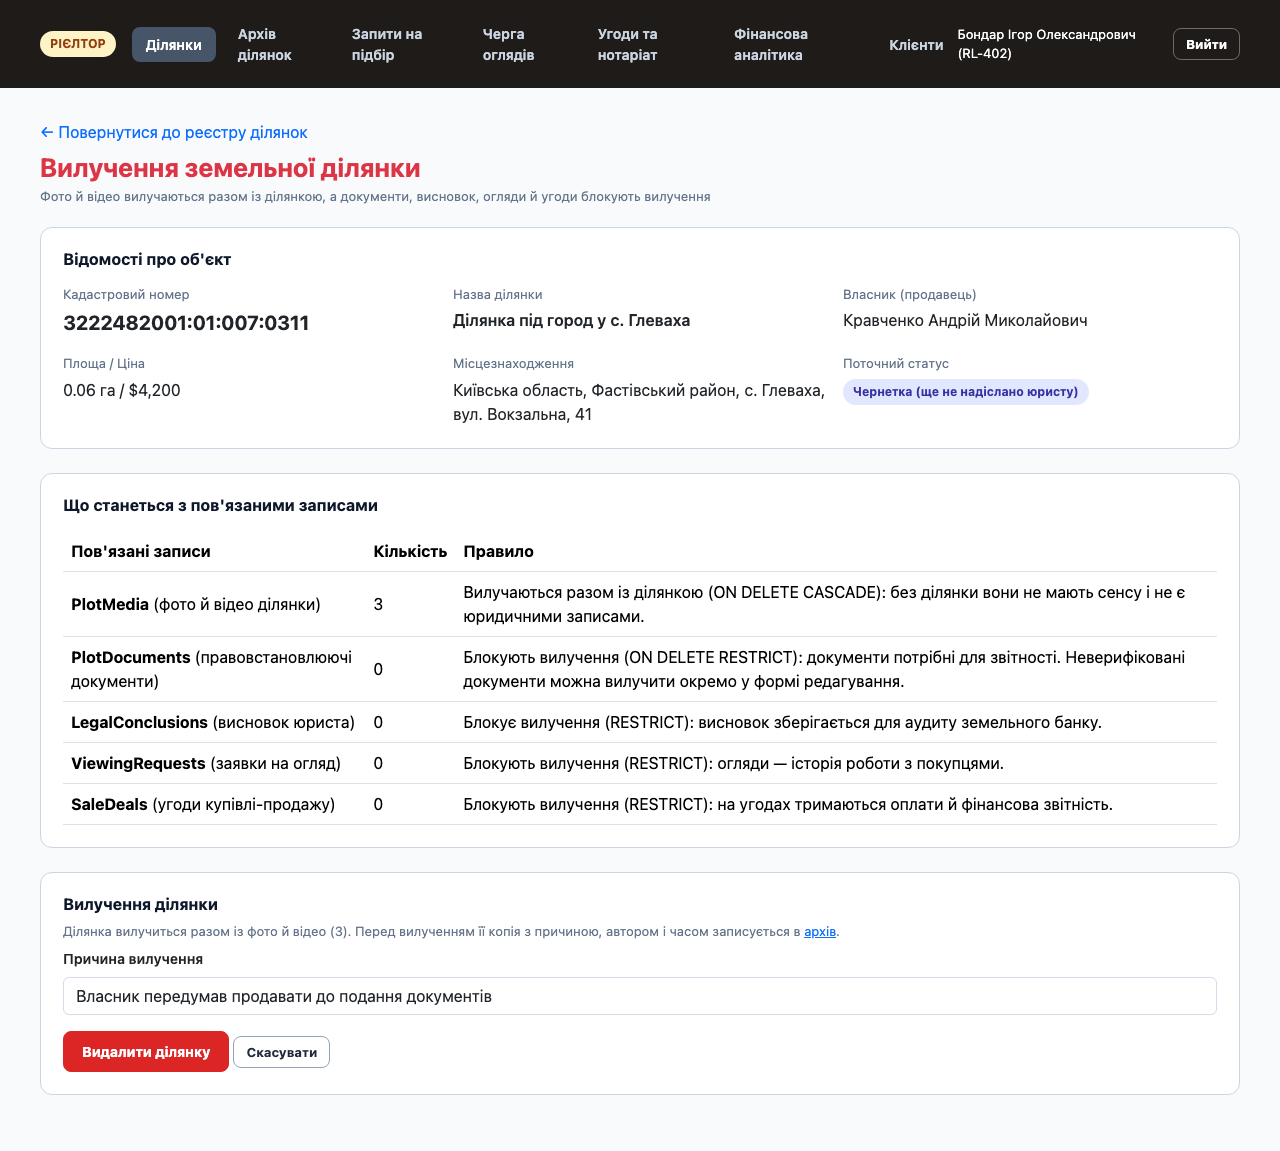 РІЄЛТОР
Ділянки
Архів ділянок
Запити на підбір
Черга оглядів
Угоди та нотаріат
Фінансова аналітика
Клієнти
Бондар Ігор Олександрович (RL-402)
Вийти
← Повернутися до реєстру ділянок
Вилучення земельної ділянки
Фото й відео вилучаються разом із ділянкою, а документи, висновок, огляди й угоди блокують вилучення
Відомості про об'єкт
Кадастровий номер
3222482001:01:007:0311
Назва ділянки
Ділянка під город у с. Глеваха
Власник (продавець)
Кравченко Андрій Миколайович
Площа / Ціна
0.06 га / $4,200
Місцезнаходження
Київська область, Фастівський район, с. Глеваха,
вул. Вокзальна, 41
Поточний статус
Чернетка (ще не надіслано юристу)
Що станеться з пов'язаними записами
Пов'язані записи Кількість Правило
PlotMedia (фото й відео ділянки) 3 Вилучаються разом із ділянкою (ON DELETE CASCADE): без ділянки вони не мають сенсу і не є
юридичними записами.
PlotDocuments (правовстановлюючі
документи) 0 Блокують вилучення (ON DELETE RESTRICT): документи потрібні для звітності. Неверифіковані
документи можна вилучити окремо у формі редагування.
LegalConclusions (висновок юриста) 0 Блокує вилучення (RESTRICT): висновок зберігається для аудиту земельного банку.
ViewingRequests (заявки на огляд) 0 Блокують вилучення (RESTRICT): огляди — історія роботи з покупцями.
SaleDeals (угоди купівлі-продажу) 0 Блокують вилучення (RESTRICT): на угодах тримаються оплати й фінансова звітність.
Вилучення ділянки
Ділянка вилучиться разом із фото й відео (3). Перед вилученням її копія з причиною, автором і часом записується в архів.
Причина вилучення
Власник передумав продавати до подання документів
Видалити ділянку
Скасувати